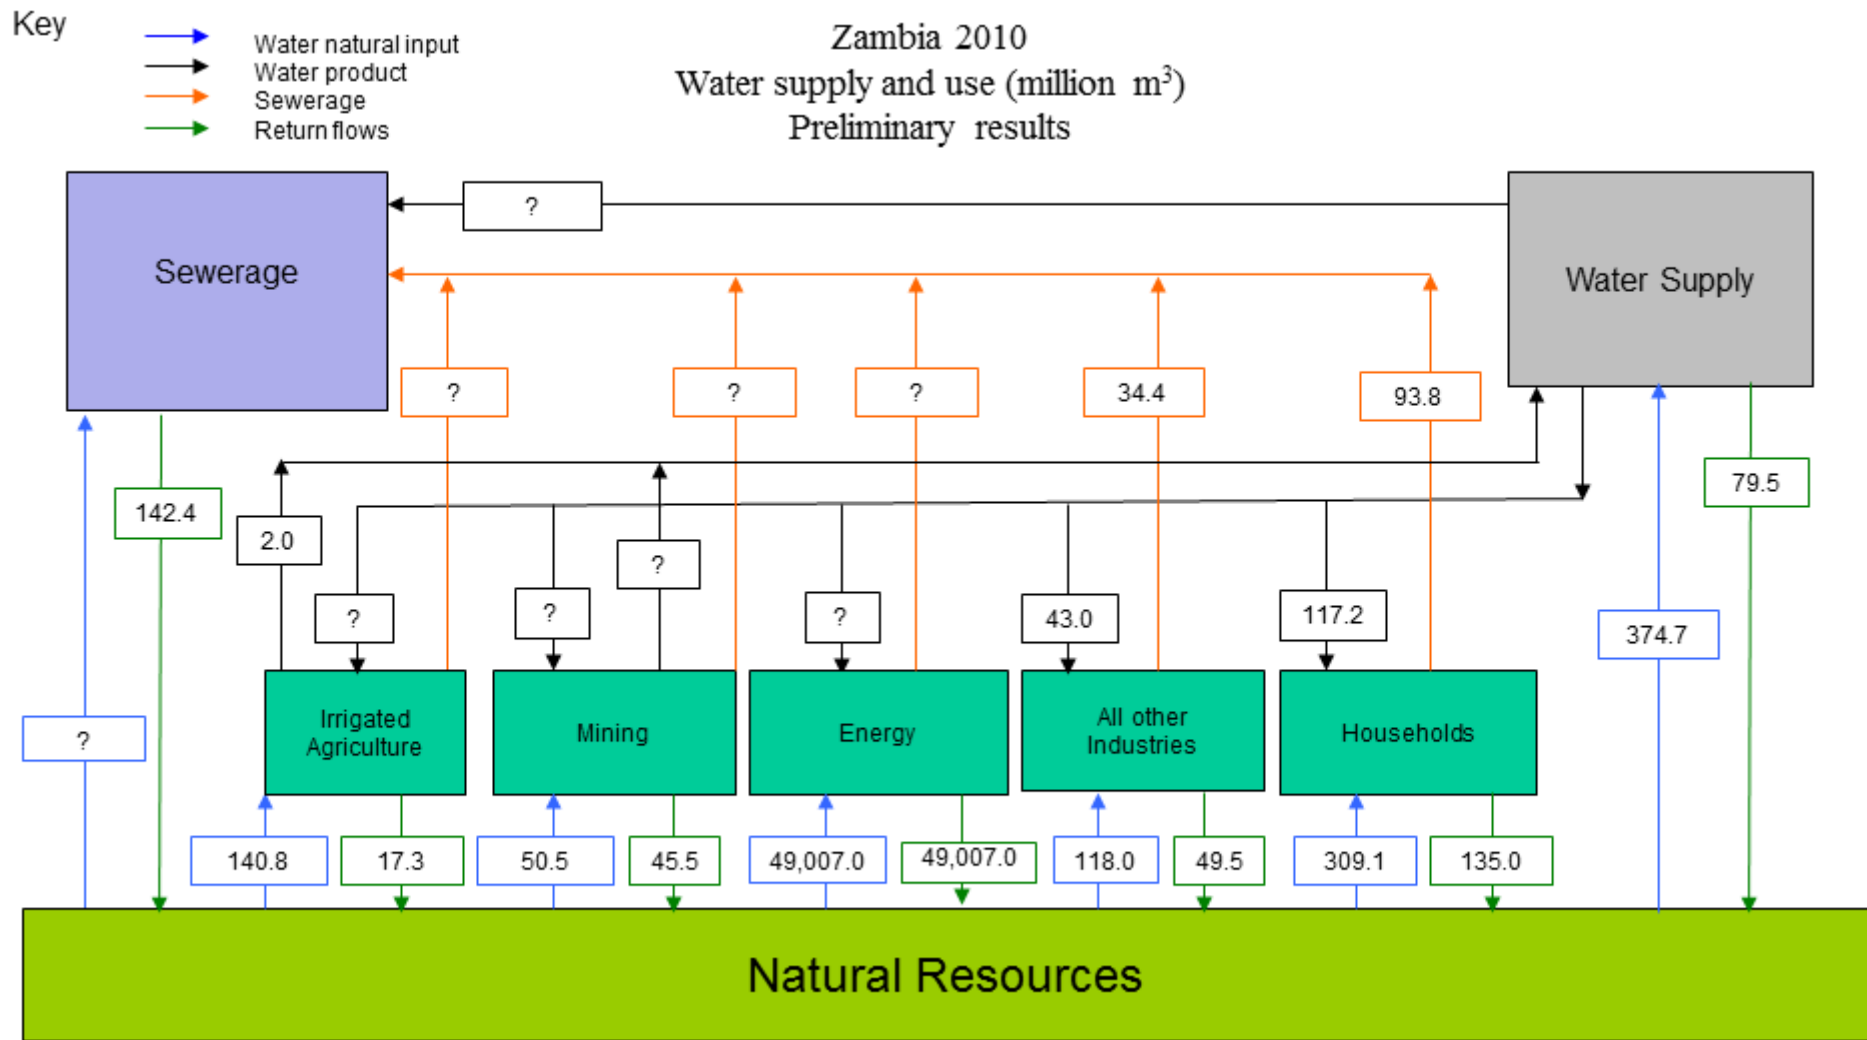 Key
Water natural input
Water product
Sewerage
Return flows
Zambia 2010
Water supply and use (million m³)
Preliminary results
?
Sewerage
Water Supply
?
?
?
34.4
93.8
142.4
2.0
?
79.5
?
?
?
43.0
117.2
374.7
?
Irrigated
Agriculture
Mining
Energy
All other
Industries
Households
140.8
17.3
50.5
45.5
49,007.0
49,007.0
118.0
49.5
309.1
135.0
Natural Resources